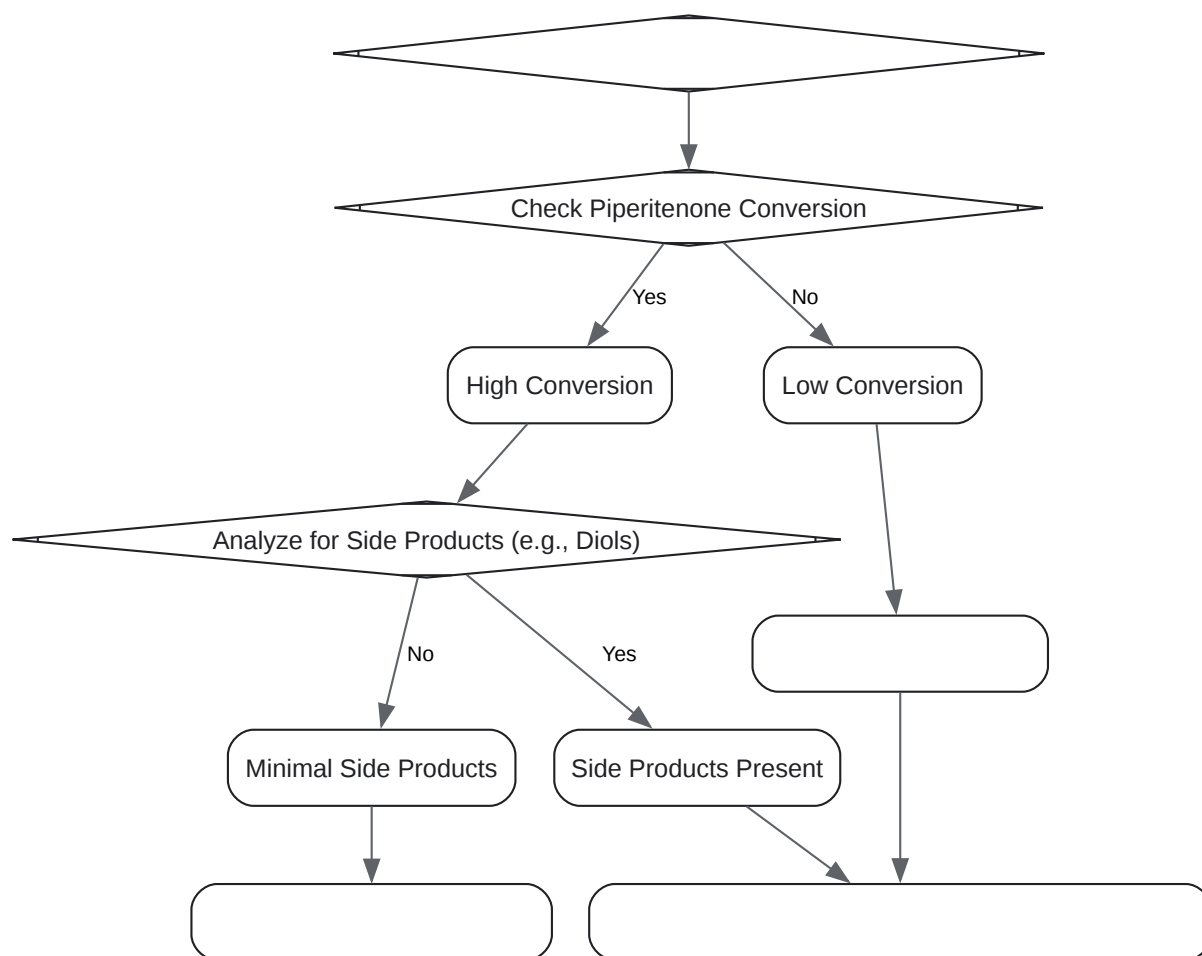 Check Piperitenone Conversion
Yes
No
High Conversion
Low Conversion
Analyze for Side Products (e.g., Diols)
No
Yes
Minimal Side Products
Side Products Present